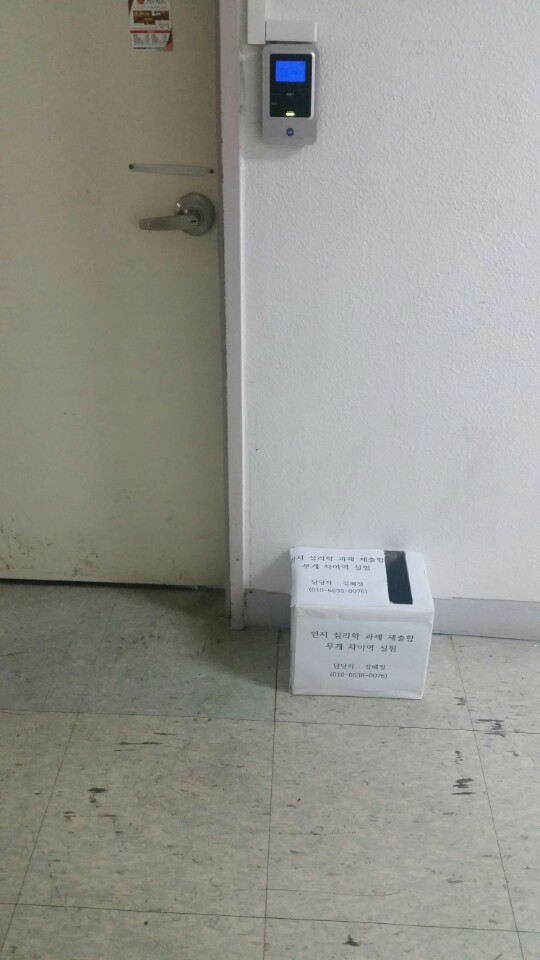 인지 심리학 과제 제출함
무게 차이역 실험
담당자 : 김혜정
(010-6630-0076)
인지 심리학 과제 제출함
무게 차이역 실험
담당자 : 김혜정
(010-6630-0076)